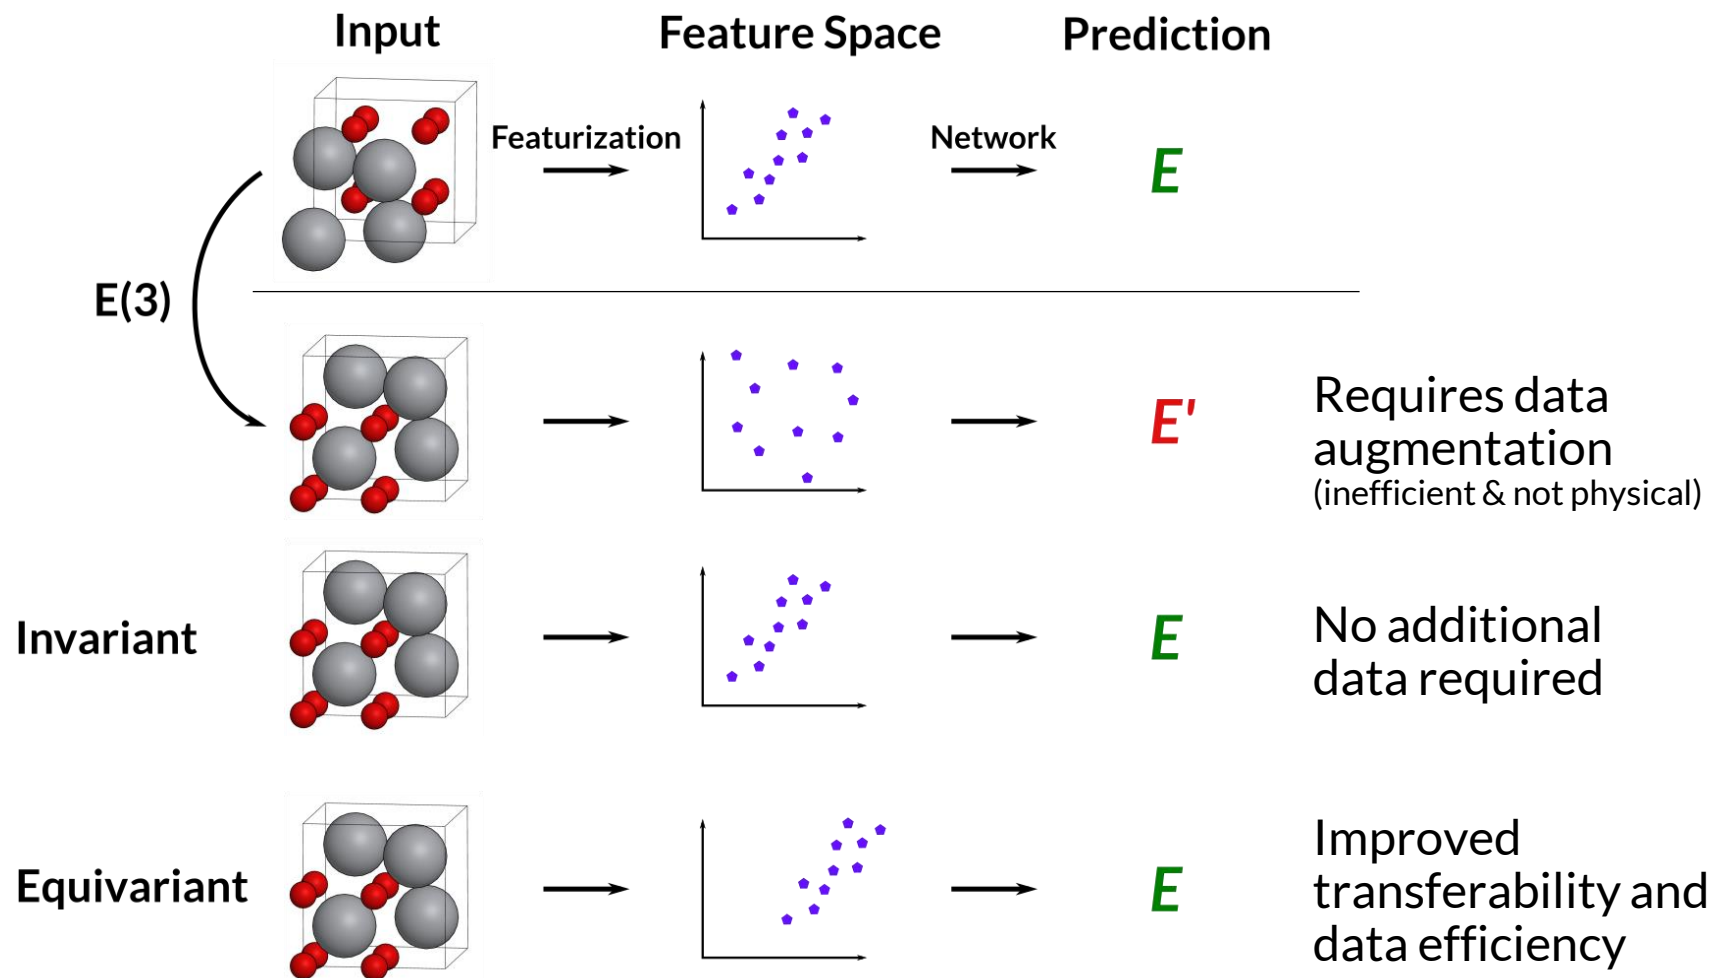 Input Feature Space Prediction
Featurization Network
E
E(3)
E'
Requires data
augmentation
(inefficient & not physical)
Invariant
E
No additional
data required
Equivariant
E
Improved
transferability and
data efficiency